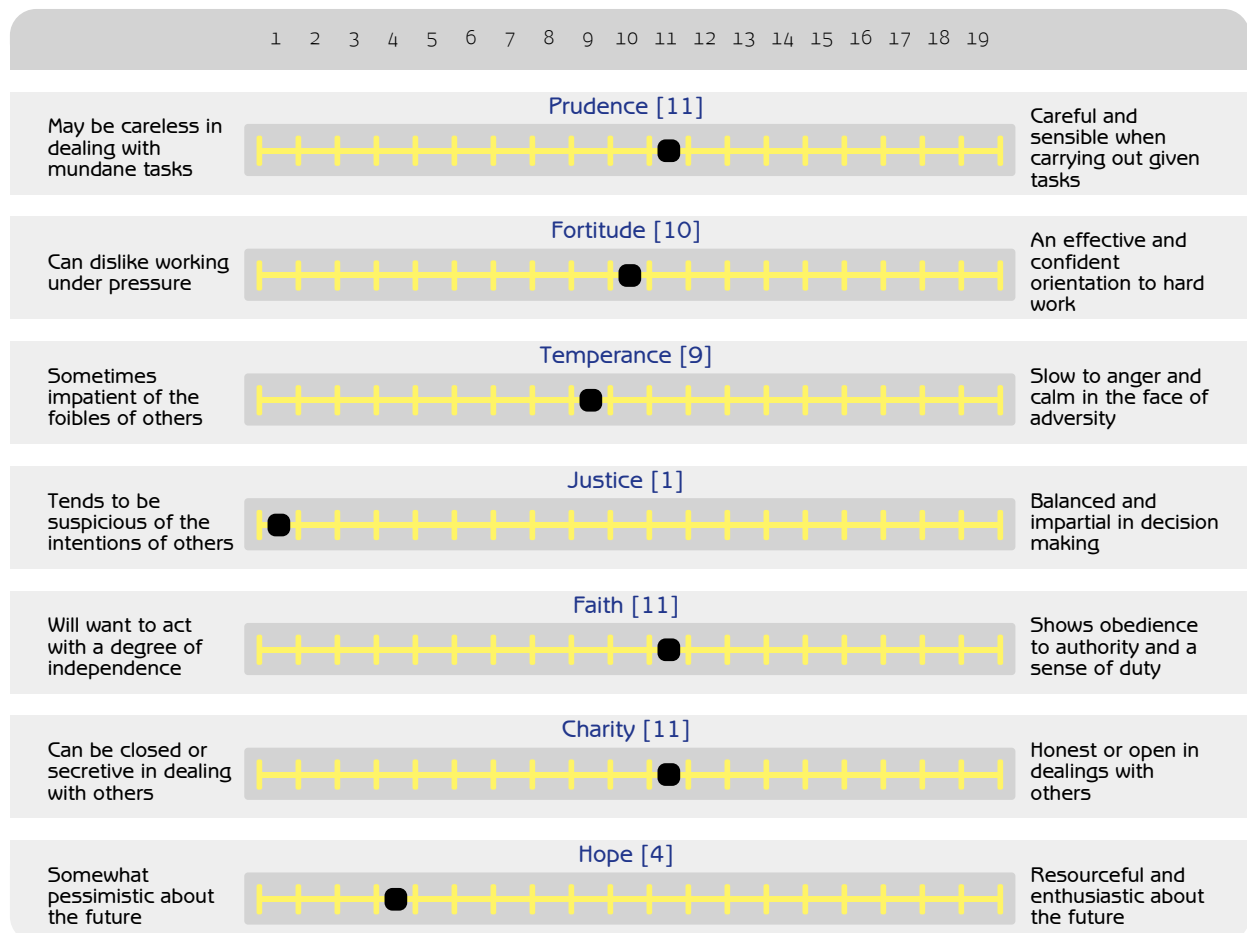 1 2 3 4 5 6 7 8 9 10 11 12 13 14 15 16 17 18 19
Prudence [11]
May be careless in
dealing with
mundane tasks
Careful and
sensible when
carrying out given
tasks
Fortitude [10]
Can dislike working
under pressure
An effective and
confident
orientation to hard
work
Temperance [9]
Sometimes
impatient of the
foibles of others
Slow to anger and
calm in the face of
adversity
Justice [1]
Tends to be
suspicious of the
intentions of others
Balanced and
impartial in decision
making
Faith [11]
Will want to act
with a degree of
independence
Shows obedience
to authority and a
sense of duty
Charity [11]
Can be closed or
secretive in dealing
with others
Honest or open in
dealings with
others
Hope [4]
Somewhat
pessimistic about
the future
Resourceful and
enthusiastic about
the future